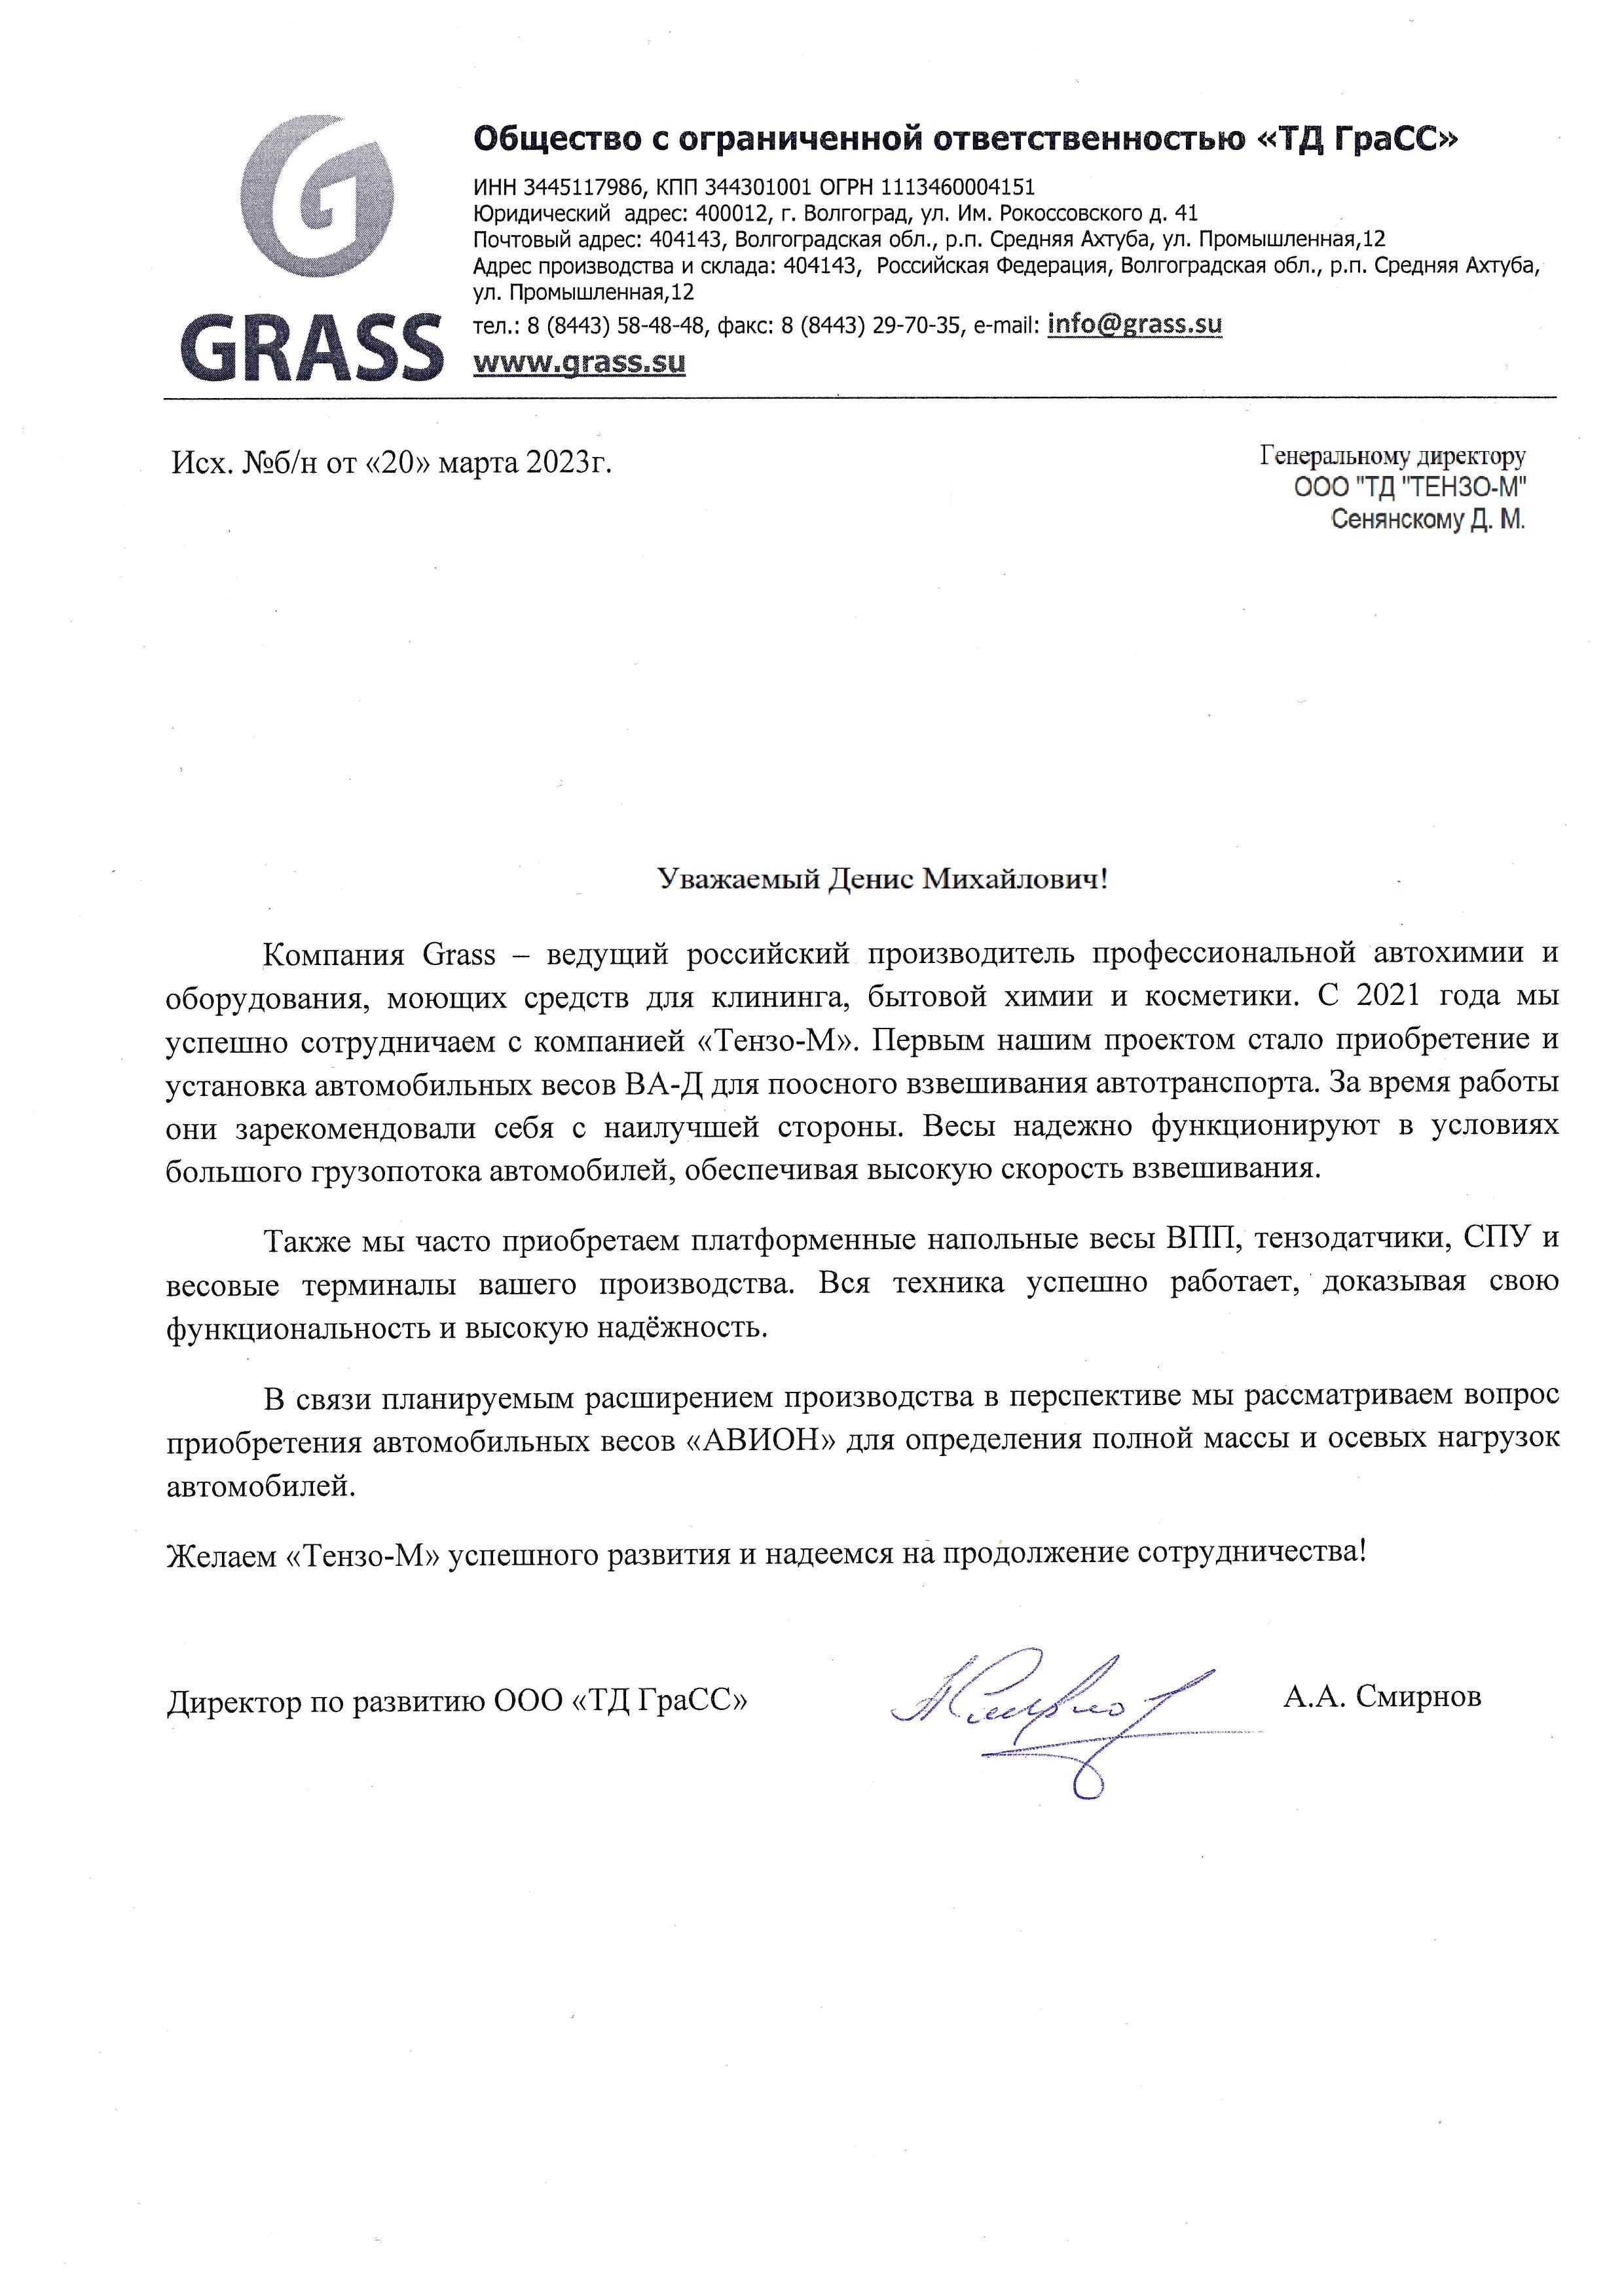 Общество с ограниченной ответственностью «ТД ГраСС»
ИНН 3445117986, КПП 344301001 ОГРН 1113460004151
Юридический адрес: 400012, г. Волгоград, ул. Им. Рокоссовского д. 41
Почтовый адрес: 404143, Волгоградская обл., р.п. Средняя Ахтуба, ул. Промышленная,12
Адрес производства и склада: 404143, Российская Федерация, Волгоградская обл., р.п. Средняя Ахтуба,
ул. Промышленная,12
тел.: 8 (8443) 58-48-48, факс: 8 (8443) 29-70-35, e-mail: info@grass.su
www.grass.su
GRASS
Исх. №б/н от «20» марта 2023г.
Генеральному директору
ООО "ТД "ТЕНЗО-М"
Сенянскому Д. М.
Уважаемый Денис Михайлович!
Компания Grass – ведущий российский производитель профессиональной автохимии и
оборудования, моющих средств для клининга, бытовой химии и косметики. С 2021 года мы
успешно сотрудничаем с компанией «Тензо-М». Первым нашим проектом стало приобретение и
установка автомобильных весов ВА-Д для поосного взвешивания автотранспорта. За время работы
они зарекомендовали себя с наилучшей стороны. Весы надежно функционируют в условиях
большого грузопотока автомобилей, обеспечивая высокую скорость взвешивания.
Также мы часто приобретаем платформенные напольные весы ВПП, тензодатчики, СПУ и
весовые терминалы вашего производства. Вся техника успешно работает, доказывая свою
функциональность и высокую надёжность.
В связи планируемым расширением производства в перспективе мы рассматриваем вопрос
приобретения автомобильных весов «АВИОН» для определения полной массы и осевых нагрузок
автомобилей.
Желаем «Тензо-М» успешного развития и надеемся на продолжение сотрудничества!
Директор по развитию ООО «ТД ГраСС»
А.А. Смирнов